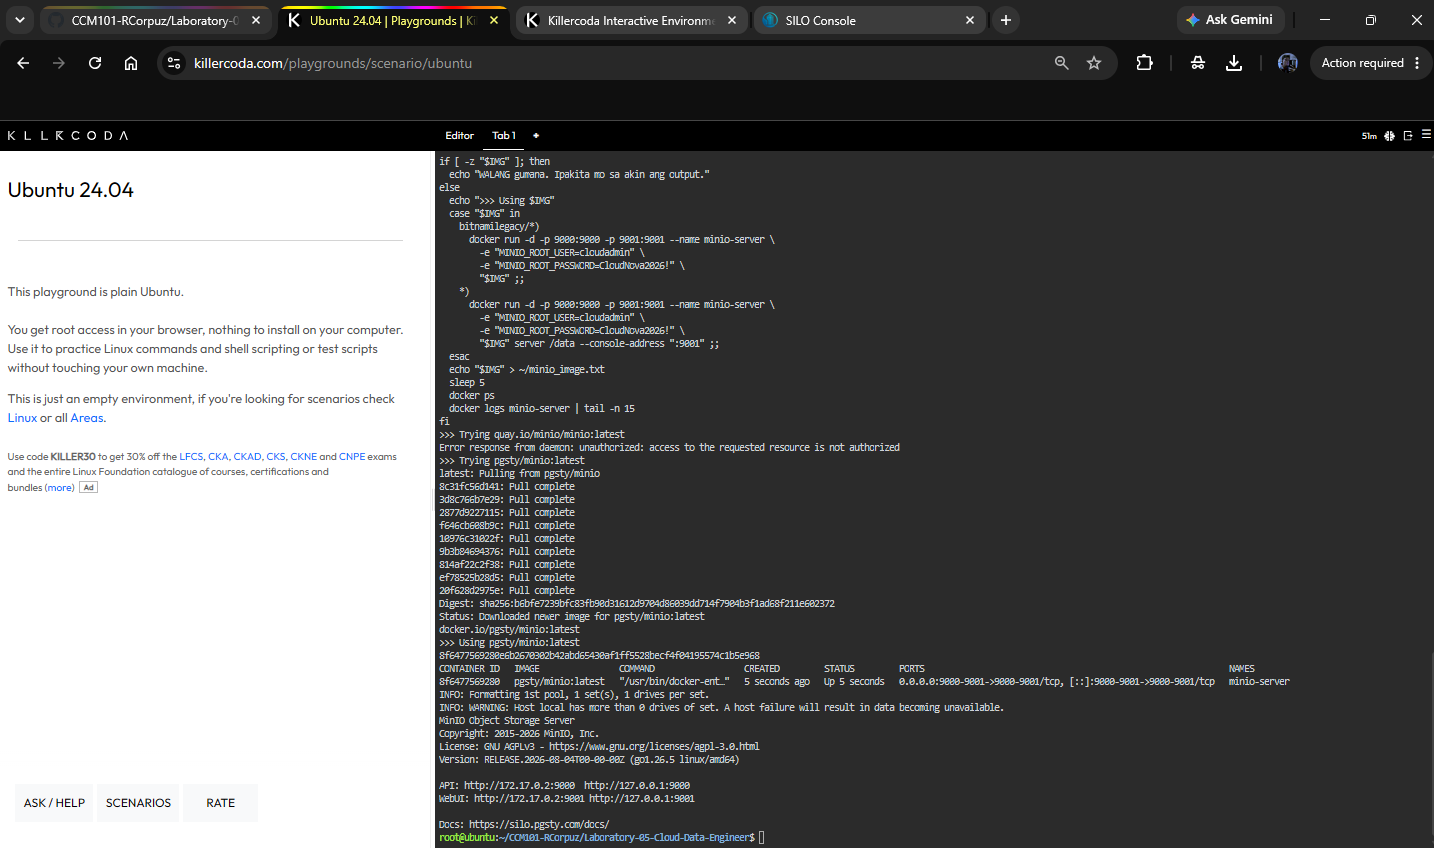 CCM101-RCorpuz/Laboratory-0
Ubuntu 24.04 | Playgrounds | Ki
Killercoda Interactive Environm
SILO Console
Ask Gemini
killercoda.com/playgrounds/scenario/ubuntu
Action required
KLLRCODA
Editor
Tab 1
51m
Ubuntu 24.04
This playground is plain Ubuntu.
You get root access in your browser, nothing to install on your computer.
Use it to practice Linux commands and shell scripting or test scripts
without touching your own machine.
This is just an empty environment, if you're looking for scenarios check
Linux or all Areas.
Use code KILLER30 to get 30% off the LFCS, CKA, CKAD, CKS, CKNE and CNPE exams
and the entire Linux Foundation catalogue of courses, certifications and
bundles (more) Ad
ASK / HELP
SCENARIOS
RATE
if [ -z "$IMG" ]; then
  echo "WALANG gumana. Ipakita mo sa akin ang output."
else
  echo ">>> Using $IMG"
  case "$IMG" in
    bitnamilegacy/*)
      docker run -d -p 9000:9000 -p 9001:9001 --name minio-server \
        -e "MINIO_ROOT_USER=cloudadmin" \
        -e "MINIO_ROOT_PASSWORD=CloudNova2026!" \
        "$IMG" ;;
    *)
      docker run -d -p 9000:9000 -p 9001:9001 --name minio-server \
        -e "MINIO_ROOT_USER=cloudadmin" \
        -e "MINIO_ROOT_PASSWORD=CloudNova2026!" \
        "$IMG" server /data --console-address ":9001" ;;
  esac
  echo "$IMG" > ~/minio_image.txt
  sleep 5
  docker ps
  docker logs minio-server | tail -n 15
fi
>>> Trying quay.io/minio/minio:latest
Error response from daemon: unauthorized: access to the requested resource is not authorized
>>> Trying pgsty/minio:latest
latest: Pulling from pgsty/minio
8c31fc56d141: Pull complete
3d8c766b7e29: Pull complete
2877d9227115: Pull complete
f646cb608b9c: Pull complete
10976c31022f: Pull complete
9b3b84694376: Pull complete
814af22c2f38: Pull complete
ef78525b28d5: Pull complete
20f628d2975e: Pull complete
Digest: sha256:b6bfe7239bfc83fb90d31612d9704d86039dd714f7904b3f1ad68f211e602372
Status: Downloaded newer image for pgsty/minio:latest
docker.io/pgsty/minio:latest
>>> Using pgsty/minio:latest
8f6477569280e6b2670302b42abd65430af1ff5528becf4f04195574c1b5e968
CONTAINER ID   IMAGE                COMMAND                  CREATED         STATUS         PORTS                                                             NAMES
8f6477569280   pgsty/minio:latest   "/usr/bin/docker-ent…"   5 seconds ago   Up 5 seconds   0.0.0.0:9000-9001->9000-9001/tcp, [::]:9000-9001->9000-9001/tcp   minio-server
INFO: Formatting 1st pool, 1 set(s), 1 drives per set.
INFO: WARNING: Host local has more than 0 drives of set. A host failure will result in data becoming unavailable.
MinIO Object Storage Server
Copyright: 2015-2026 MinIO, Inc.
License: GNU AGPLv3 - https://www.gnu.org/licenses/agpl-3.0.html
Version: RELEASE.2026-08-04T00-00-00Z (go1.26.5 linux/amd64)
API: http://172.17.0.2:9000  http://127.0.0.1:9000
WebUI: http://172.17.0.2:9001 http://127.0.0.1:9001
Docs: https://silo.pgsty.com/docs/
root@ubuntu:~/CCM101-RCorpuz/Laboratory-05-Cloud-Data-Engineer$